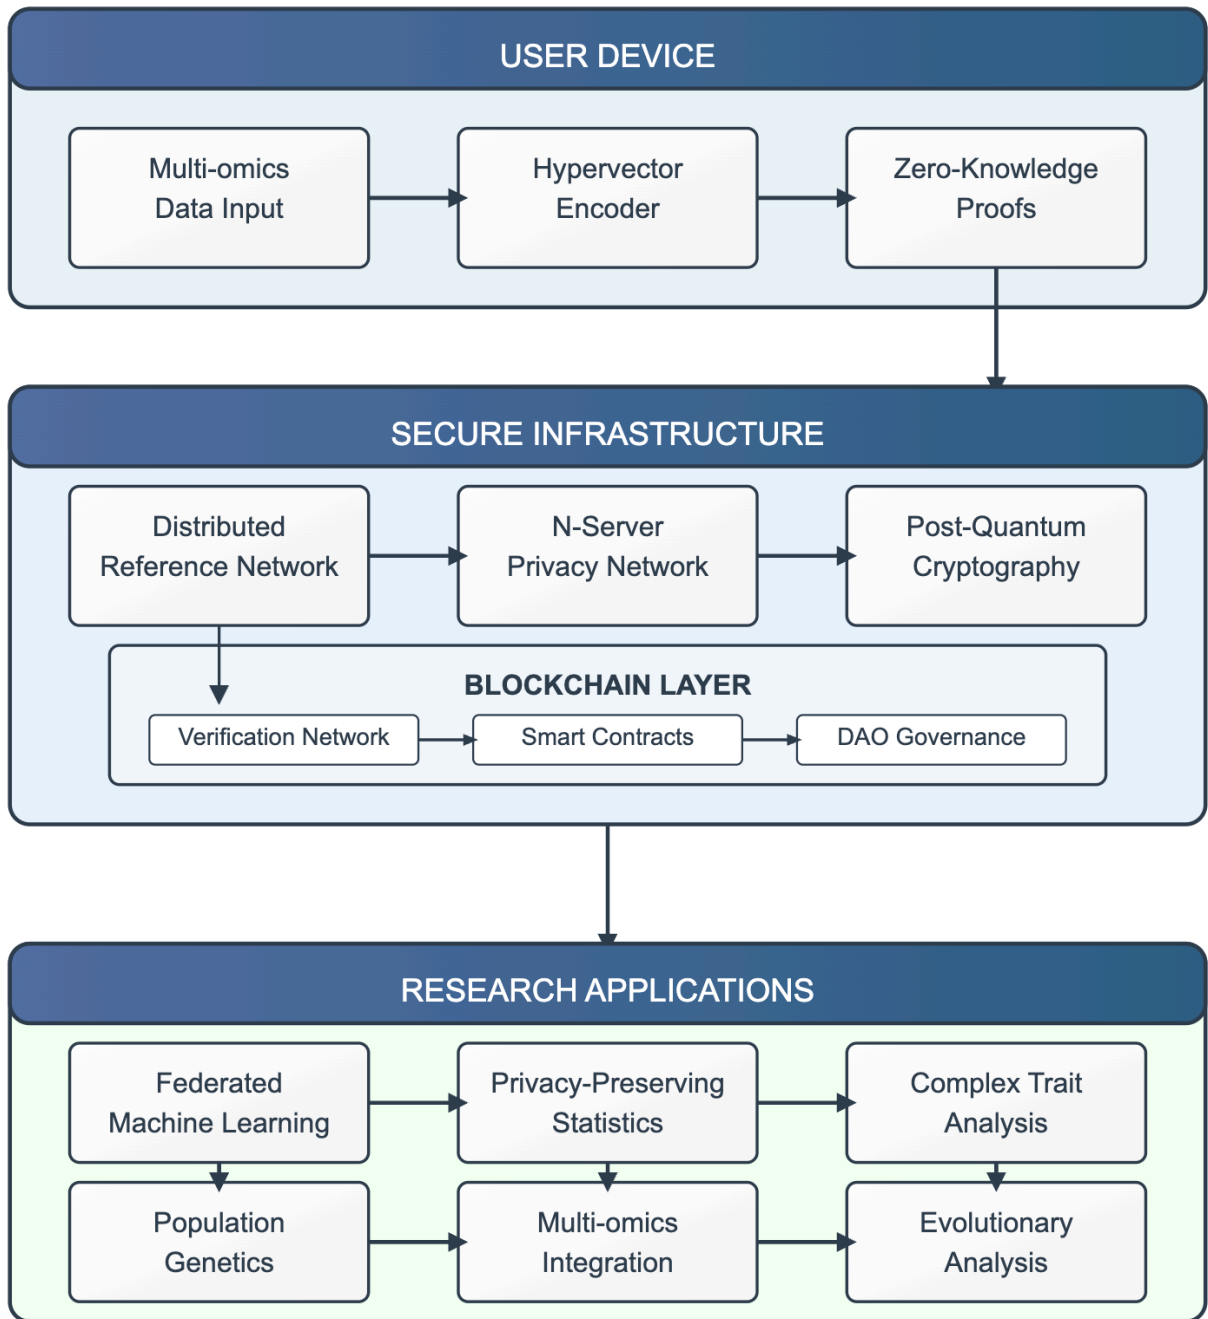 USER DEVICE
Multi-omics
Data Input
Hypervector
Encoder
Zero-Knowledge
Proofs
SECURE INFRASTRUCTURE
Distributed
Reference Network
N-Server
Privacy Network
Post-Quantum
Cryptography
BLOCKCHAIN LAYER
Verification Network
Smart Contracts
DAO Governance
RESEARCH APPLICATIONS
Federated
Machine Learning
Privacy-Preserving
Statistics
Complex Trait
Analysis
Population
Genetics
Multi-omics
Integration
Evolutionary
Analysis